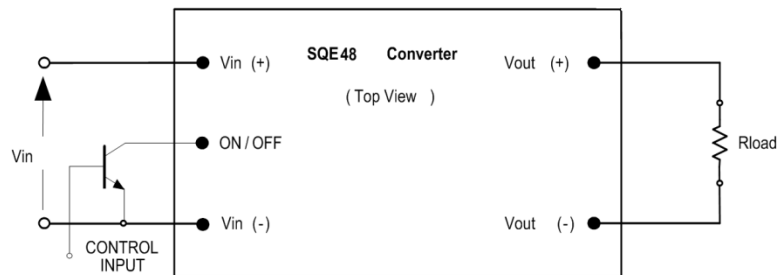 SQE48 Converter
(Top View )
Vin (+)
Vout (+)
ON / OFF
Vin
Rload
Vin (-)
Vout (-)
CONTROL
INPUT